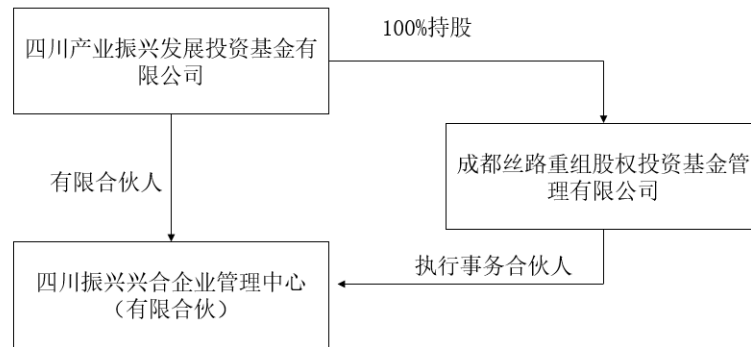 100%持股
四川产业振兴发展投资基金有
限公司
有限合伙人
成都丝路重组股权投资基金管
理有限公司
执行事务合伙人
四川振兴兴合企业管理中心
（有限合伙）